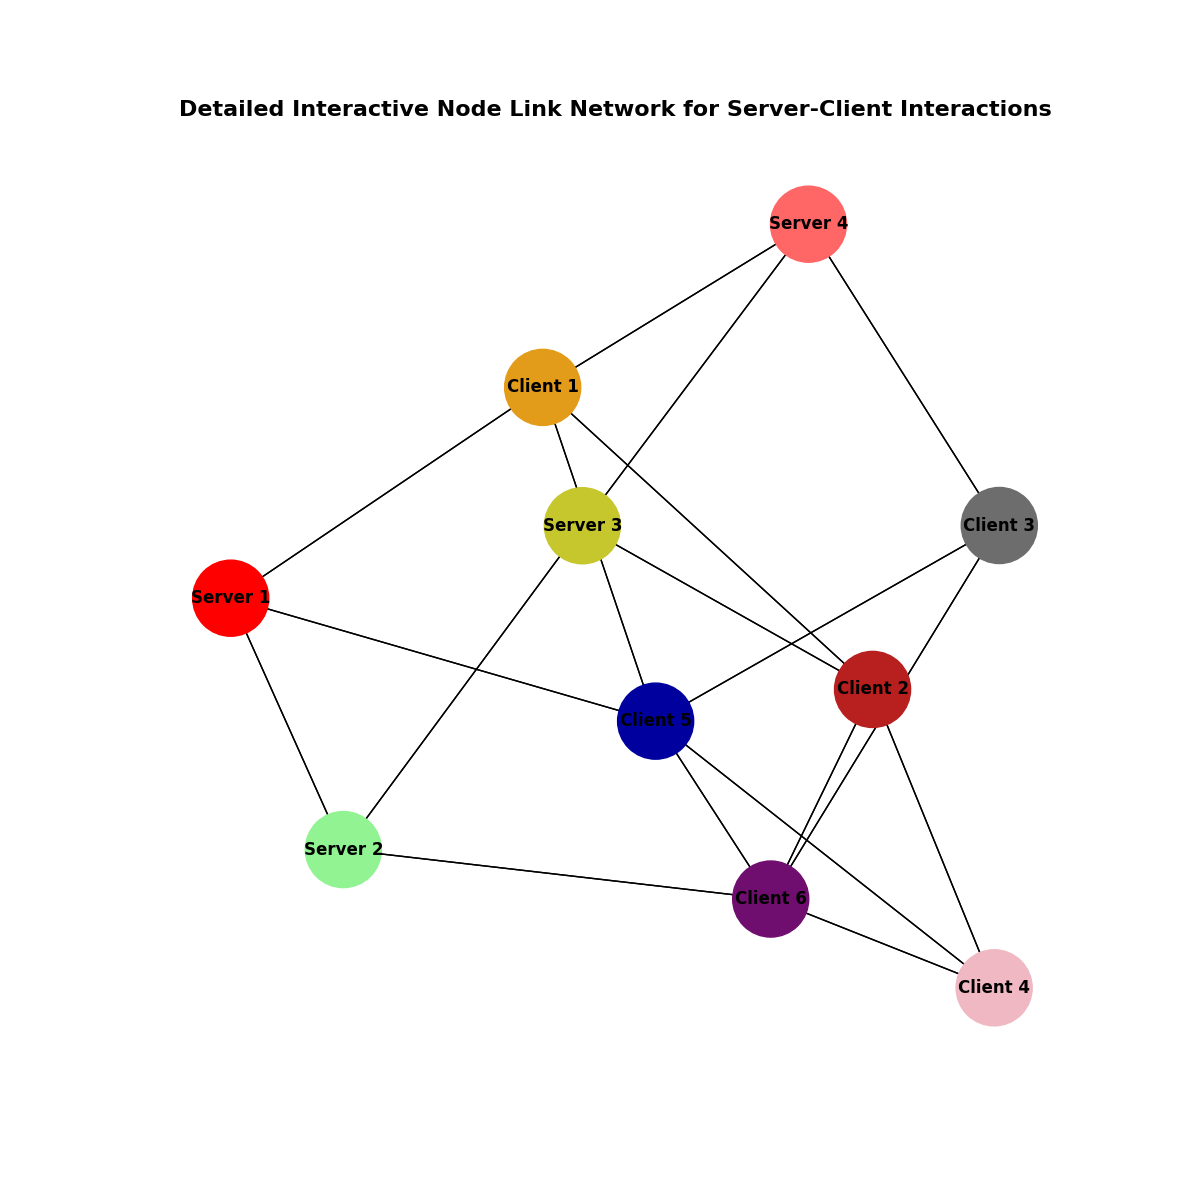 Detailed Interactive Node Link Network for Server-Client Interactions
Server 4
Client 1
Server 3
Client 3
Server 1
Client 2
Client 5
Server 2
Client 6
Client 4